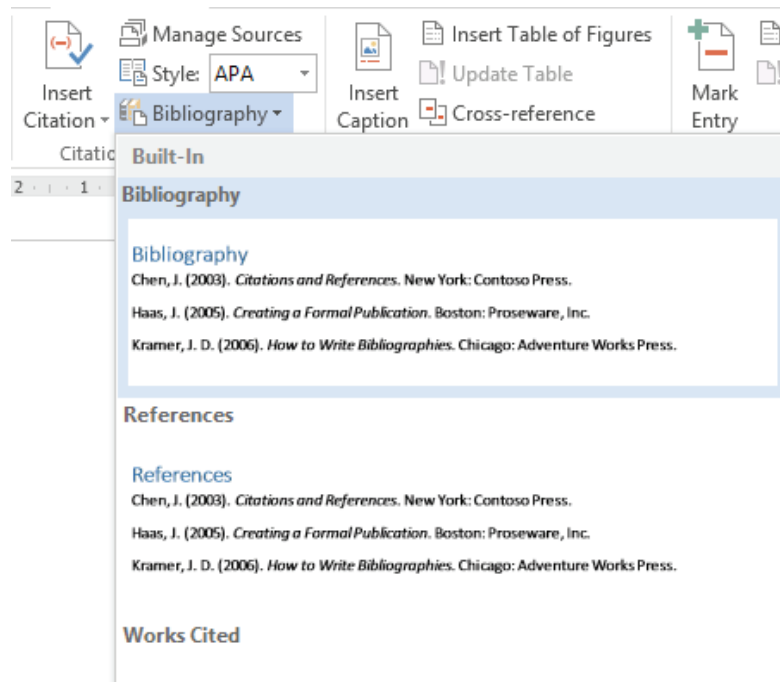 Insert
Citation
Manage Sources
Style: APA
Bibliography
Insert
Caption
Insert Table of Figures
Update Table
Cross-reference
Mark
Entry
Citatio
2 1
Built-In
Bibliography
Bibliography
Chen, J. (2003). Citations and References. New York: Contoso Press.
Haas, J. (2005). Creating a Formal Publication. Boston: Proseware, Inc.
Kramer, J. D. (2006). How to Write Bibliographies. Chicago: Adventure Works Press.
References
References
Chen, J. (2003). Citations and References. New York: Contoso Press.
Haas, J. (2005). Creating a Formal Publication. Boston: Proseware, Inc.
Kramer, J. D. (2006). How to Write Bibliographies. Chicago: Adventure Works Press.
Works Cited